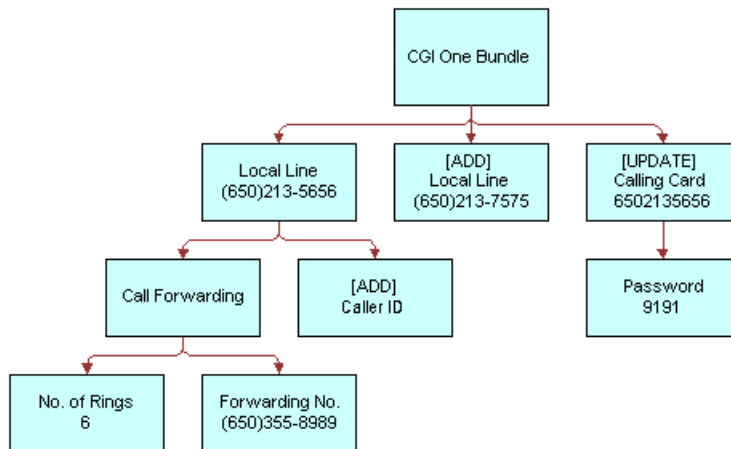 CGI One Bundle
Local Line
(650)213-5656
[ADD]
Local Line
(650)213-7575
[UPDATE]
Calling Card
6502135656
Call Forwarding
[ADD]
Caller ID
Password
9191
No. of Rings
6
Forwarding No.
(650)355-8989